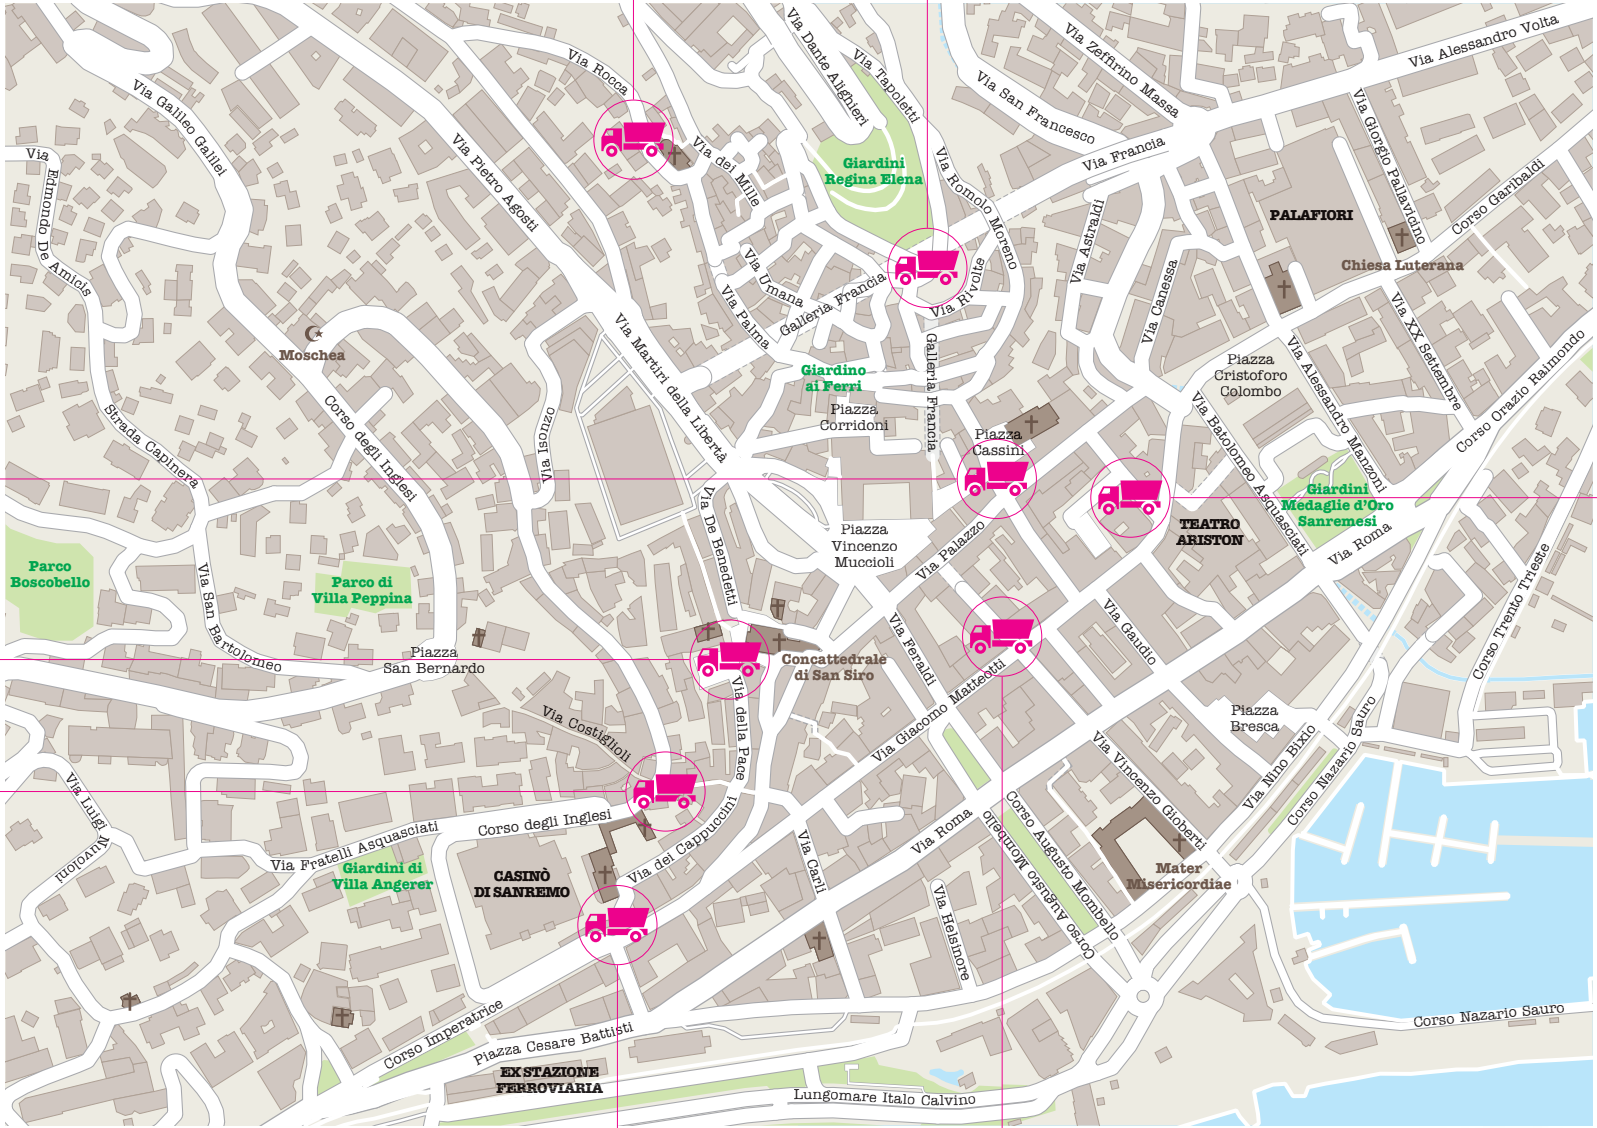 Via Rocca
Via Dante Alighieri
Via Tapoletti
Via Zeffirino Massa
Via Alessandro Volta
Via Galileo Galilei
Via San Francesco
Via Giorgio Pallavicino
Via Pietro Agosti
Via dei Mille
Giardini
Regina Elena
Via Romolo Moreno
Via Francia
Via
Edmondo De Amicis
PALAFIORI
Corso Garibaldi
Via Astraldi
Chiesa Luterana
Via Umana
Galleria Francia
Via Rivolte
Via Canessa
Via Palma
Via XX Settembre
Moschea
Via Martiri della Libertà
Galleria Francia
Giardino
ai Ferri
Piazza
Cristoforo
Colombo
Via Alessandro Manzoni
Corso Orazio Raimondo
Piazza
Corridoni
Strada Capinera
Corso degli Inglesi
Via Isonzo
Piazza
Cassini
Via Batolomeo Asquasciati
Giardini
Medaglie d'Oro
Sanremesi
Via De Benedetti
TEATRO
ARISTON
Piazza
Vincenzo
Muccioli
Via Palazzo
Via Roma
Parco
Boscobello
Parco di
Villa Peppina
Via San Bartolomeo
Corso Trento Trieste
Via Gaudio
Via Feraldi
Piazza
San Bernardo
Concattedrale
di San Siro
Via Giacomo Matteotti
Via Costiglioli
Via della Pace
Piazza
Bresca
Via Nino Bixio
Corso Nazario Sauro
Via Vincenzo Gioberti
Via Luigi Nuvoloni
Corso degli Inglesi
Via Fratelli Asquasciati
Via dei Cappuccini
Via Carli
Via Roma
Corso Augusto Mombello
Corso Augusto Mombello
Giardini di
Villa Angerer
CASINÒ
DI SANREMO
Mater
Misericordiae
Via Helsinore
Corso Imperatrice
Piazza Cesare Battisti
Corso Nazario Sauro
EX STAZIONE
FERROVIARIA
Lungomare Italo Calvino